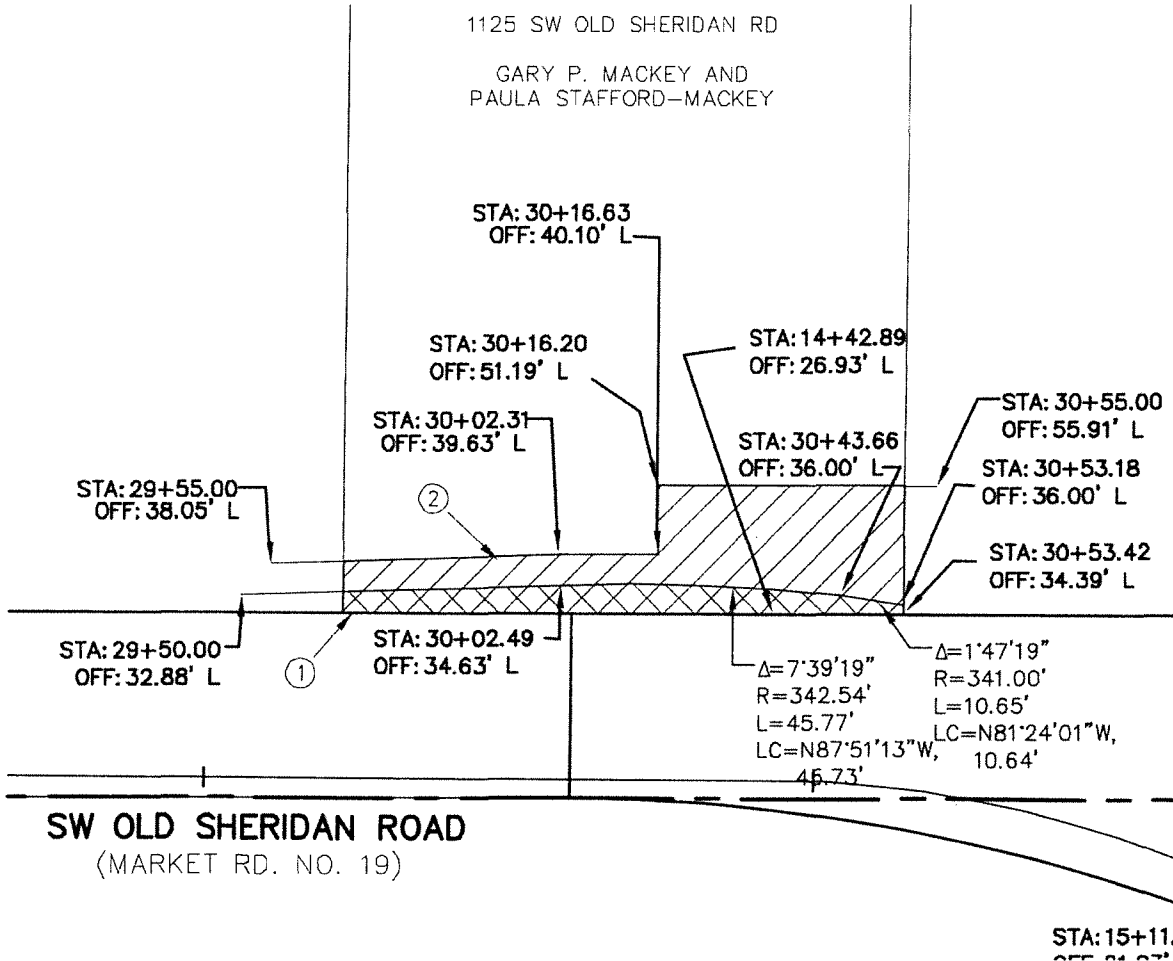 1125 SW OLD SHERIDAN RD
GARY P. MACKEY AND
PAULA STAFFORD-MACKEY
STA: 30+16.63
OFF: 40.10' L
STA: 30+16.20
OFF: 51.19' L
STA: 14+42.89
OFF: 26.93' L
STA: 30+02.31
OFF: 39.63' L
STA: 30+55.00
OFF: 55.91' L
STA: 30+43.66
OFF: 36.00' L
STA: 30+53.18
OFF: 36.00' L
STA: 29+55.00
OFF: 38.05' L
2
STA: 30+53.42
OFF: 34.39' L
STA: 29+50.00
OFF: 32.88' L
1
STA: 30+02.49
OFF: 34.63' L
Δ=7°39'19"
R=342.54'
L=45.77'
LC=N87°51'13"W,
45.73'
Δ=1°47'19"
R=341.00'
L=10.65'
LC=N81°24'01"W,
10.64'
SW OLD SHERIDAN ROAD
(MARKET RD. NO. 19)
STA: 15+11.